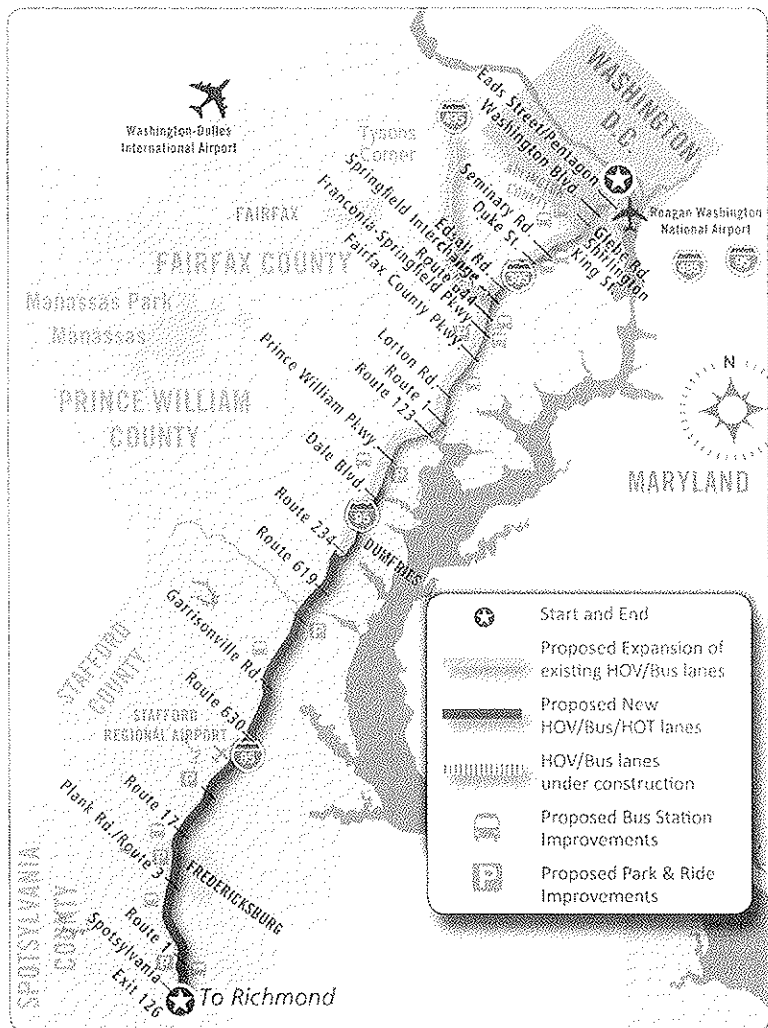 WASHINGTON
D.C.
Washington-Dulles
International Airport
Tysons
Corner
495
Eads Street/Pentagon
Washington Blvd.
COUNTY
Seminary Rd.
Duke St.
Reagan Washington
National Airport
Glebe Rd.
Shirlington
King St.
FAIRFAX
FAIRFAX COUNTY
Springfield Interchange
Edsall Rd.
Franconia-Springfield Pkwy
Fairfax County Pkwy
Manassas Park
Manassas
Lorton Rd.
Route 1
Route 123
PRINCE WILLIAM
COUNTY
Prince William Pkwy
Dale Blvd.
N
MARYLAND
95
Route 234
DUMFRIES
Route 619
STAFFORD
COUNTY
Garrisonville Rd.
Route 630
STAFFORD
REGIONAL AIRPORT
95
Route 17
Plank Rd./Route 3
FREDERICKSBURG
SPOTSYLVANIA
COUNTY
Route 1
Spotsylvania
Exit 126
To Richmond
Start and End
Proposed Expansion of
existing HOV/Bus lanes
Proposed New
HOV/Bus/HOT lanes
HOV/Bus lanes
under construction
Proposed Bus Station
Improvements
P
Proposed Park & Ride
Improvements